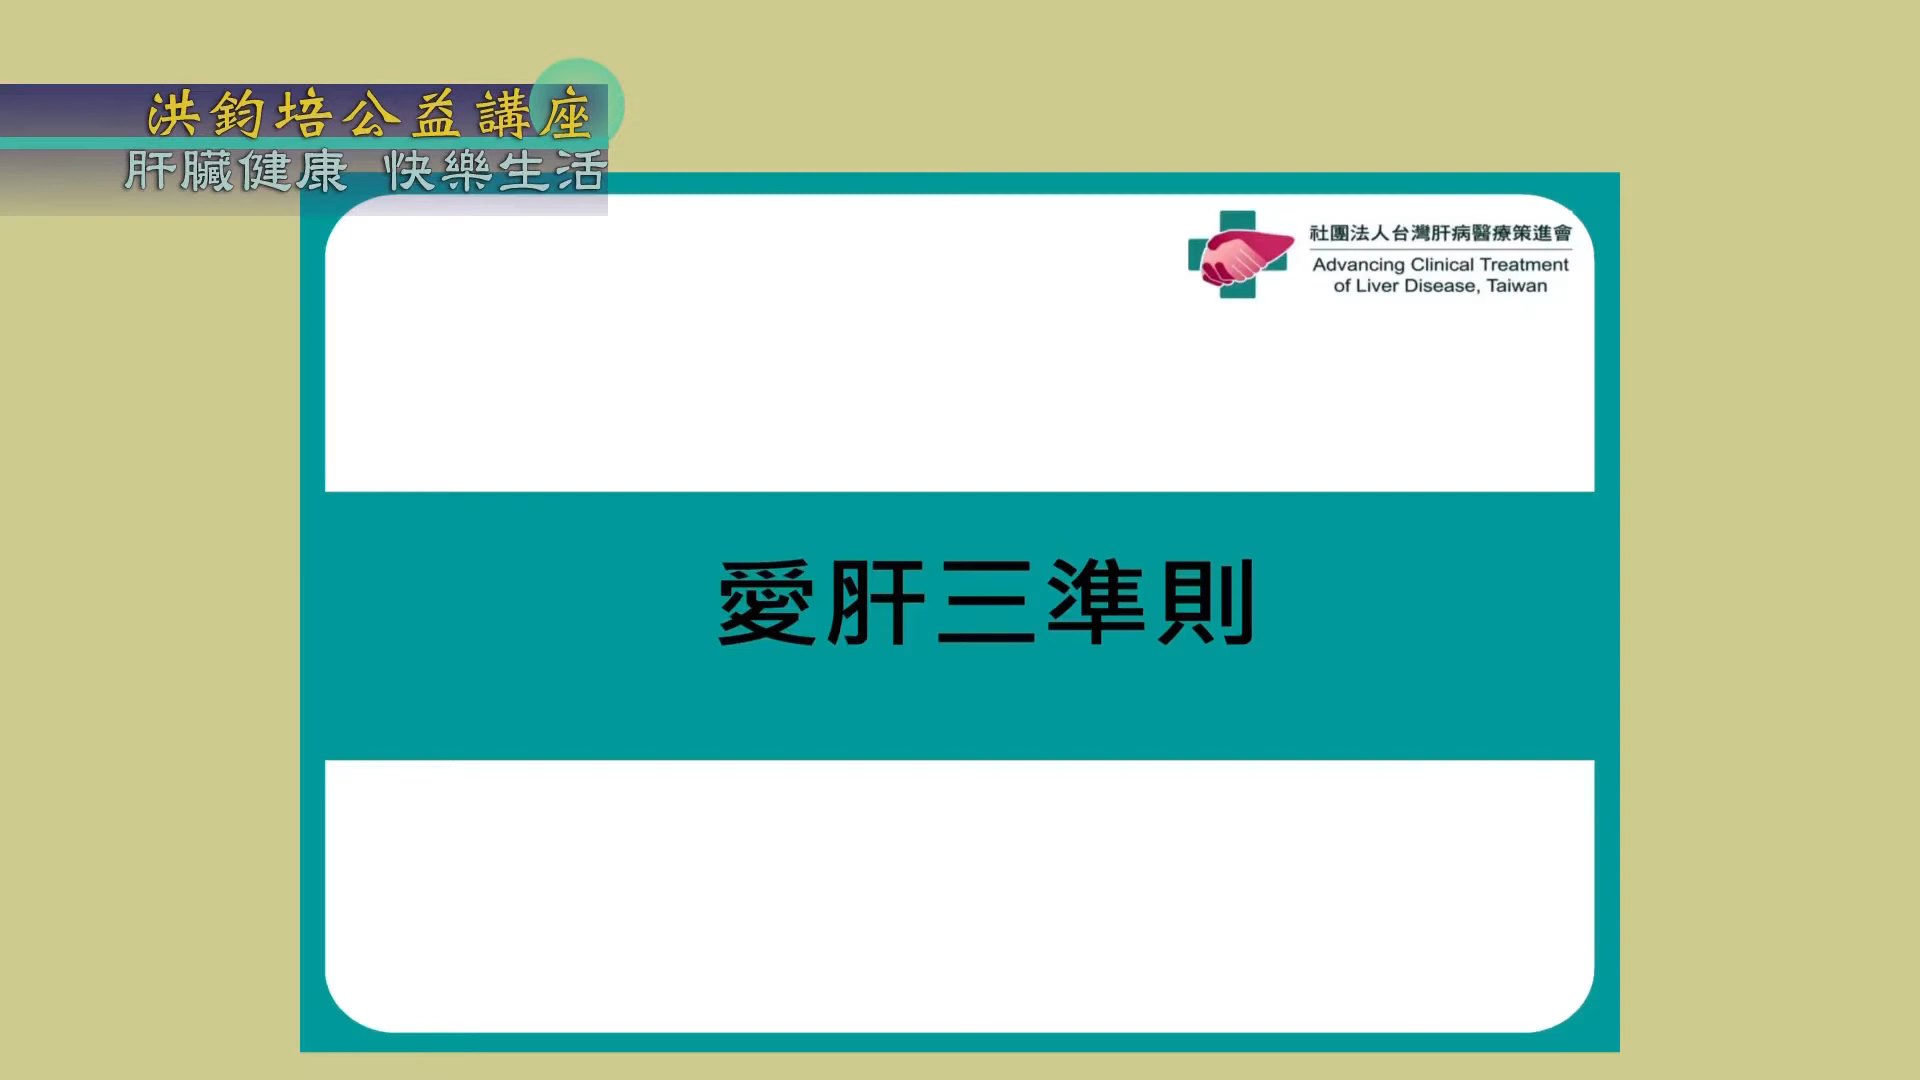 洪鈞培公益講座
肝臟健康 快樂生活
社團法人台灣肝病醫療策進會
Advancing Clinical Treatment
of Liver Disease, Taiwan
愛肝三準則